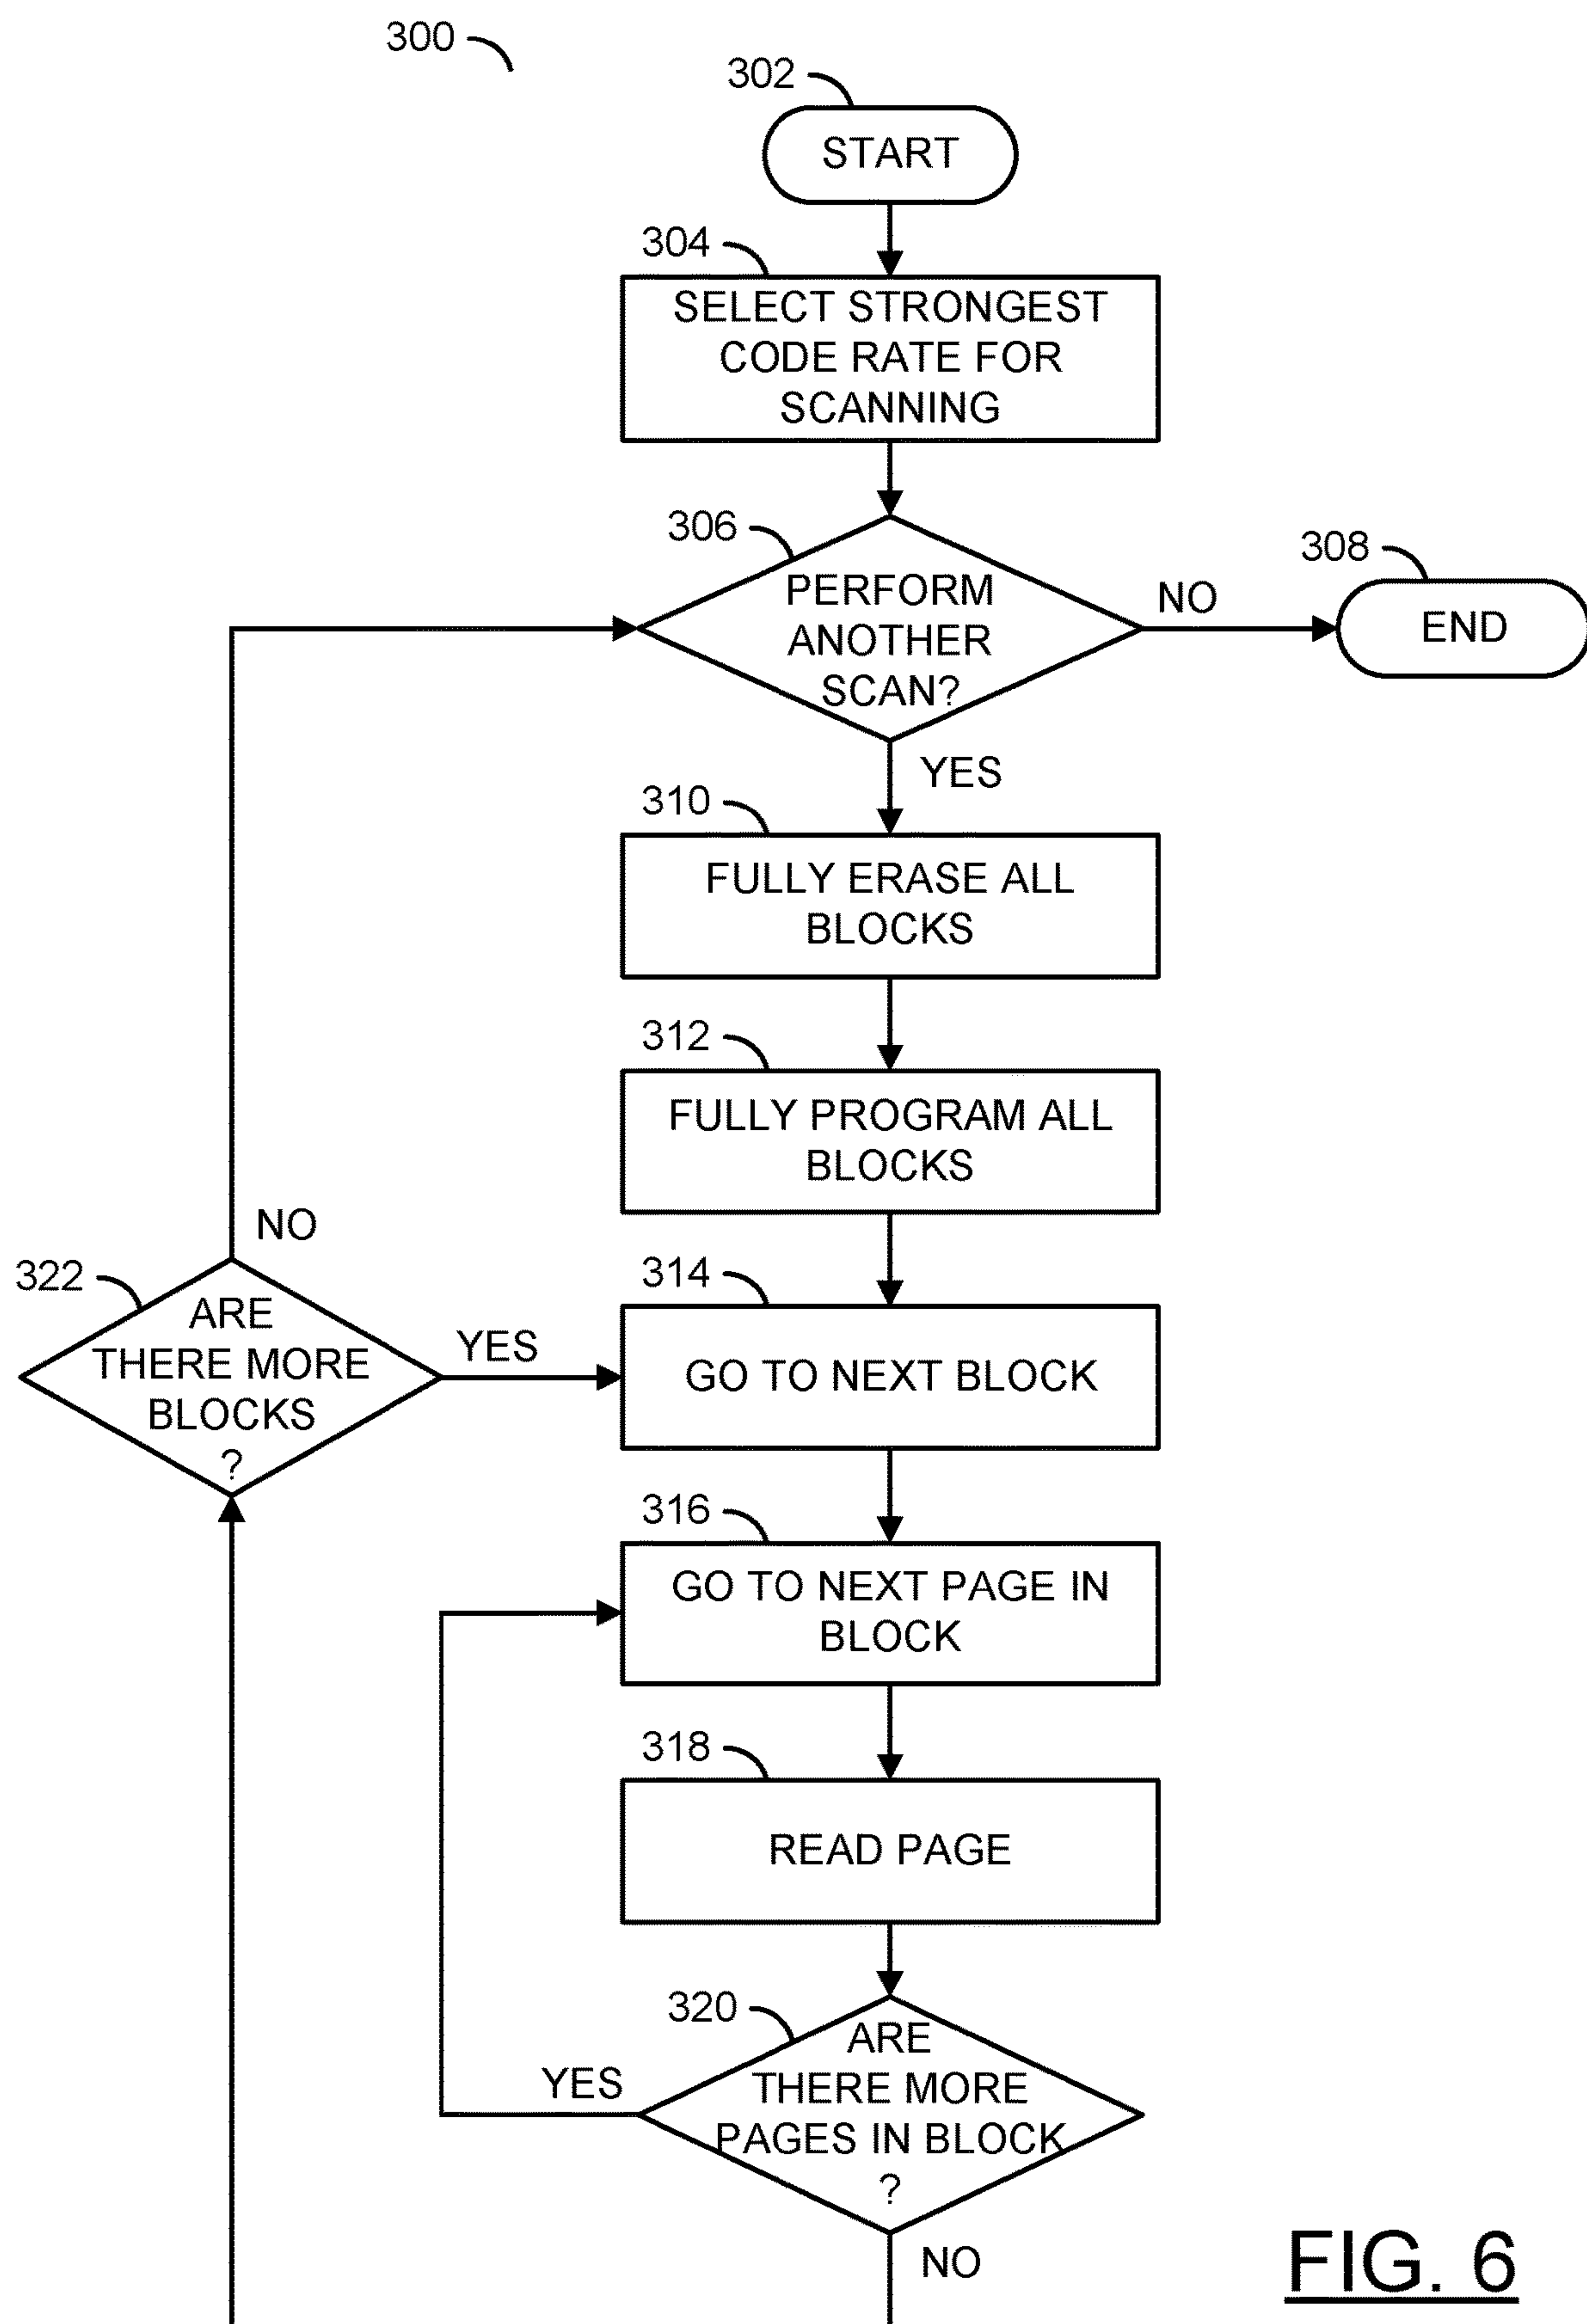 300
302
START
304
SELECT STRONGEST
CODE RATE FOR
SCANNING
306
PERFORM
ANOTHER
SCAN?
NO
308
END
YES
310
FULLY ERASE ALL
BLOCKS
312
FULLY PROGRAM ALL
BLOCKS
NO
322
ARE
THERE MORE
BLOCKS
?
YES
314
GO TO NEXT BLOCK
316
GO TO NEXT PAGE IN
BLOCK
318
READ PAGE
320
ARE
THERE MORE
PAGES IN BLOCK
?
YES
NO
FIG. 6